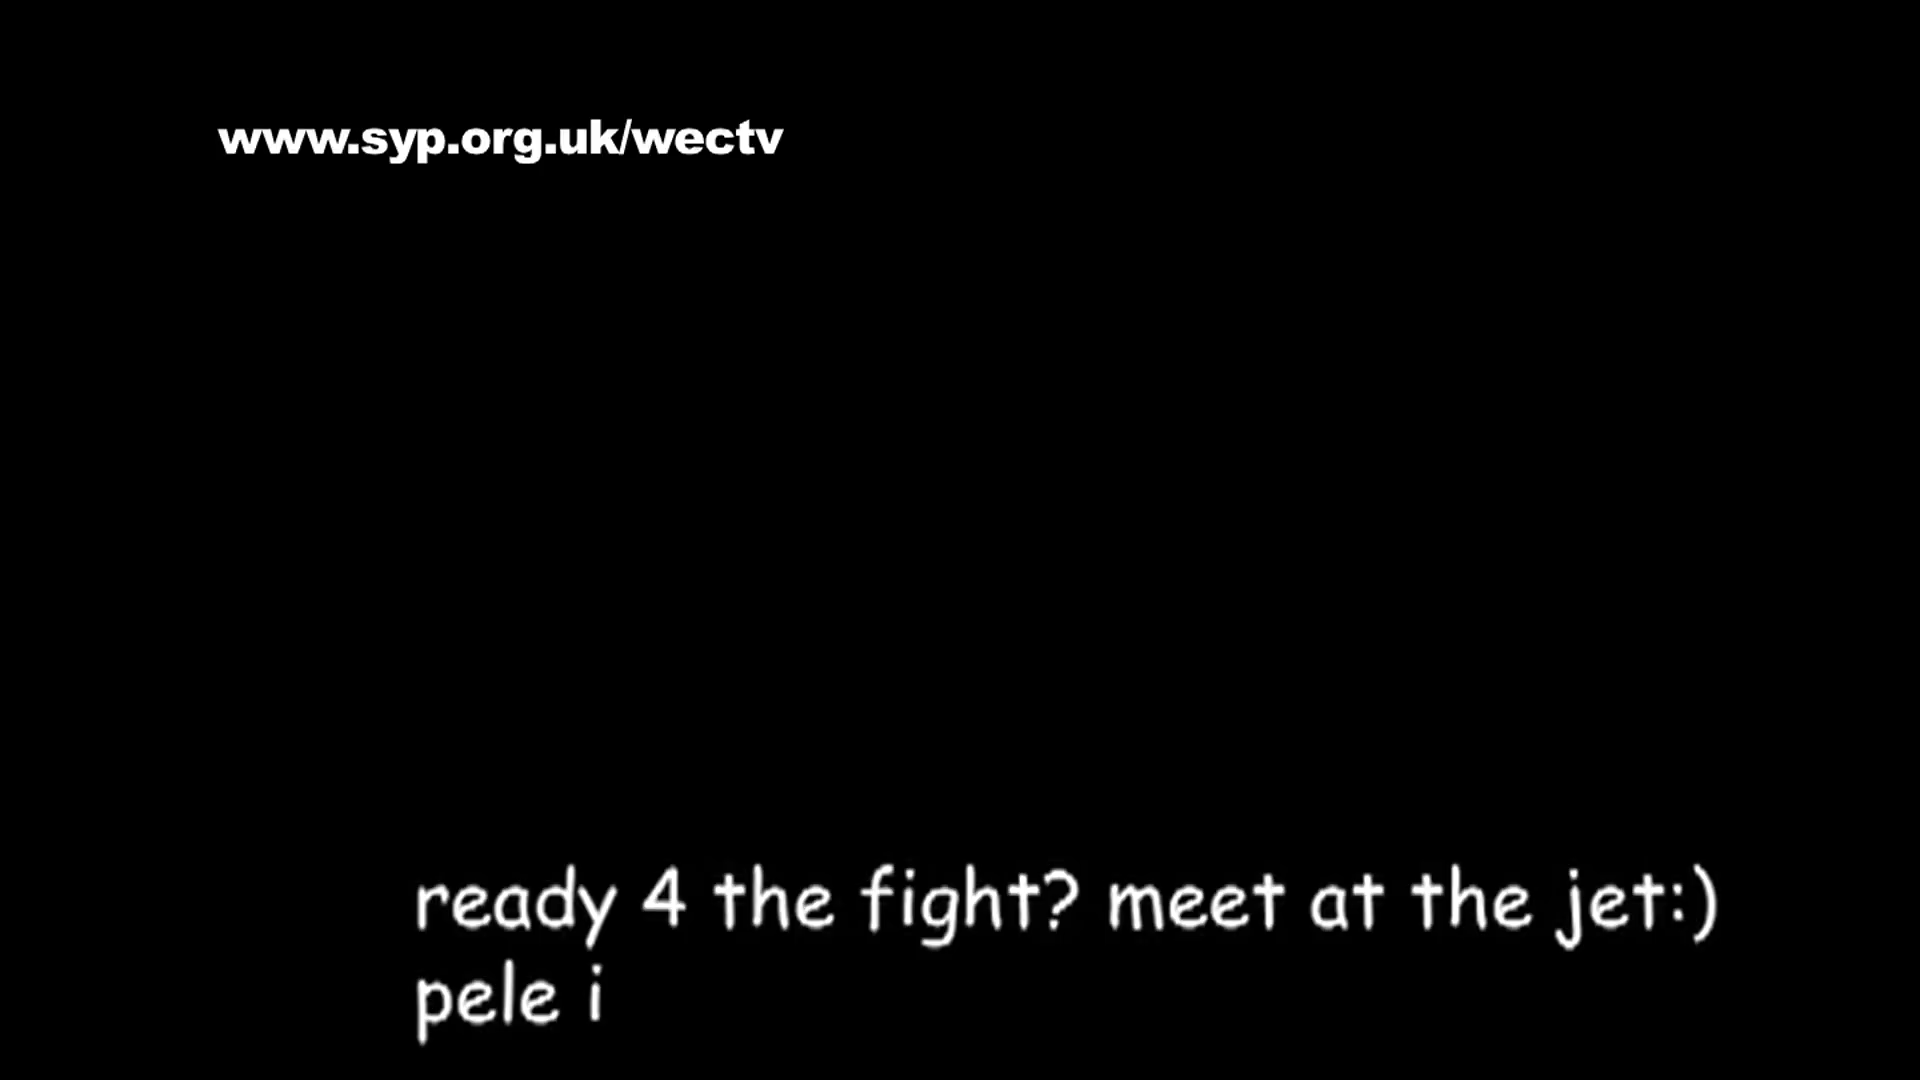 www.syp.org.uk/wectv
ready 4 the fight? meet at the jet:)
pele i